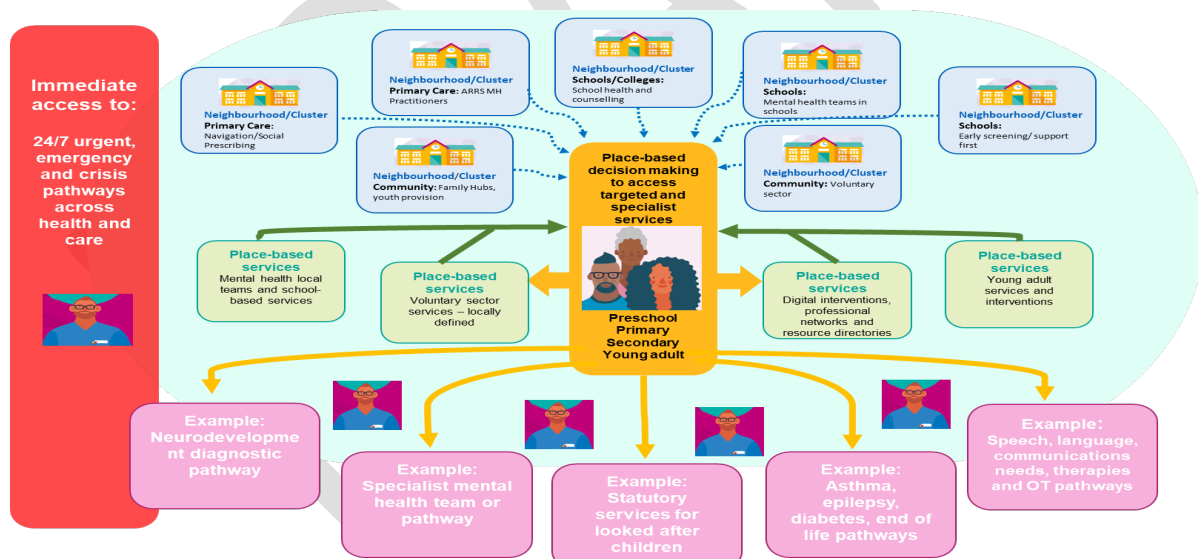 Immediate
access to:
24/7 urgent,
emergency
and crisis
pathways
across
health and
care
Neighbourhood/Cluster
Primary Care:
Navigation/Social
Prescribing
Neighbourhood/Cluster
Primary Care: ARRS MH
Practitioners
Neighbourhood/Cluster
Schools/Colleges:
School health and
counselling
Neighbourhood/Cluster
Schools:
Mental health teams in
schools
Neighbourhood/Cluster
Schools:
Early screening/ support
first
Neighbourhood/Cluster
Community: Family Hubs,
youth provision
Neighbourhood/Cluster
Community: Voluntary
sector
Place-based
decision making
to access
targeted and
specialist
services
Preschool
Primary
Secondary
Young adult
Place-based
services
Mental health local
teams and school-
based services
Place-based
services
Voluntary sector
services – locally
defined
Place-based
services
Digital interventions,
professional
networks and
resource directories
Place-based
services
Young adult
services and
interventions
Example:
Neurodevelopme
nt diagnostic
pathway
Example:
Specialist mental
health team or
pathway
Example:
Statutory
services for
looked after
children
Example:
Asthma,
epilepsy,
diabetes, end of
life pathways
Example:
Speech, language,
communications
needs, therapies
and OT pathways